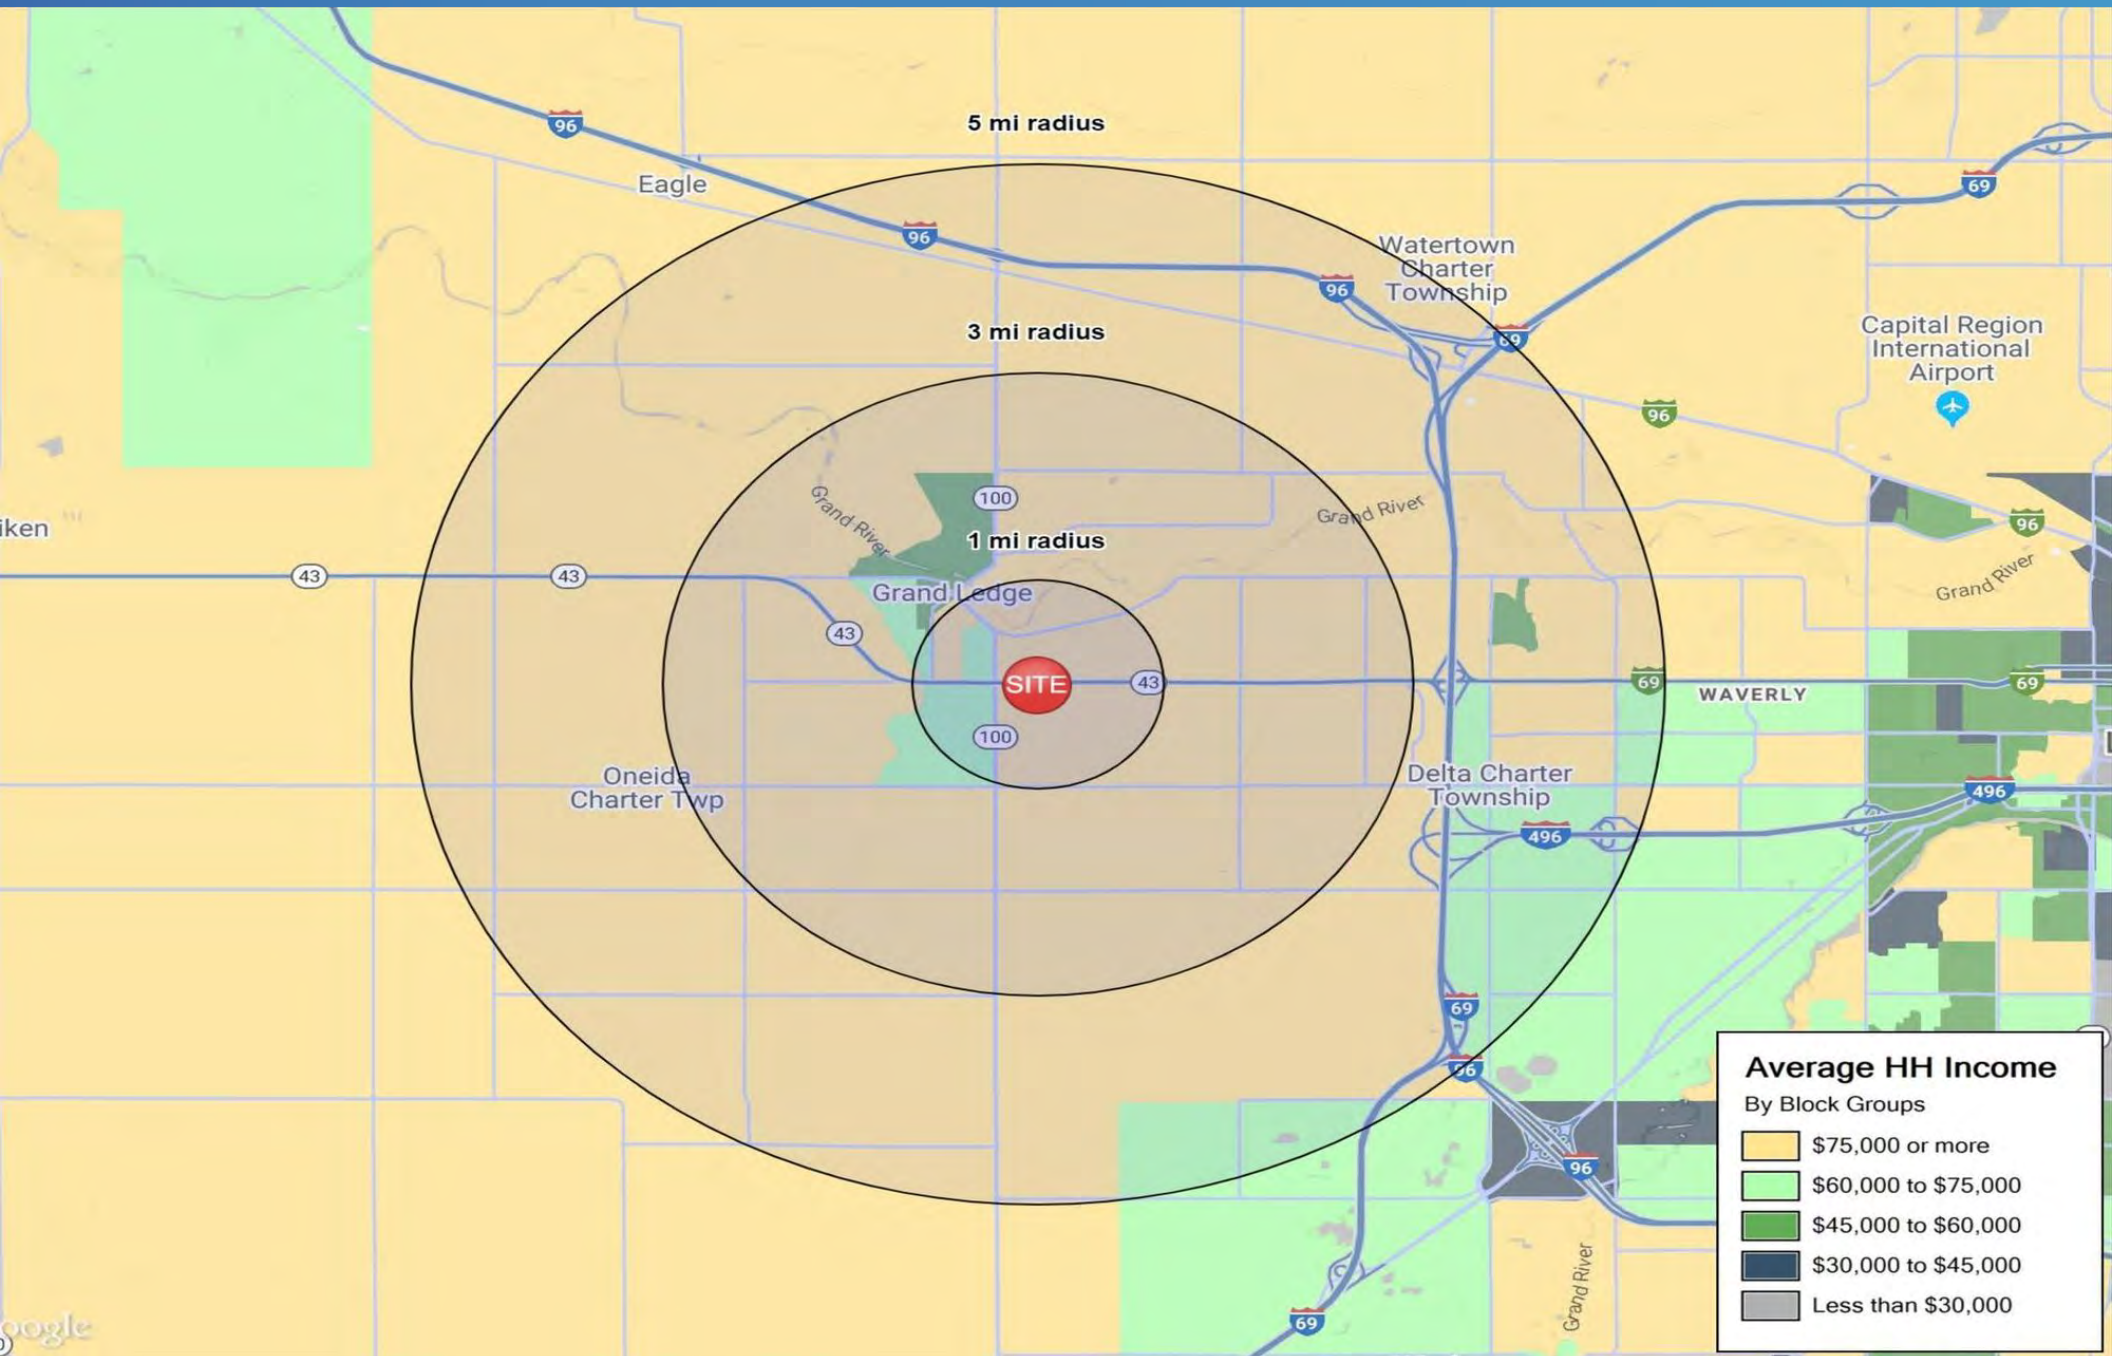 5 mi radius
96
69
Eagle
96
Watertown
Charter
Township
96
69
Capital Region
International
Airport
3 mi radius
96
100
Grand River
Grand River
96
iken
1 mi radius
43
43
Grand Ledge
Grand River
43
SITE
43
69
WAVERLY
69
100
Oneida
Charter Twp
Delta Charter
Township
496
496
69
96
96
Grand River
69
Average HH Income
By Block Groups
$75,000 or more
$60,000 to $75,000
$45,000 to $60,000
$30,000 to $45,000
Less than $30,000
oogle